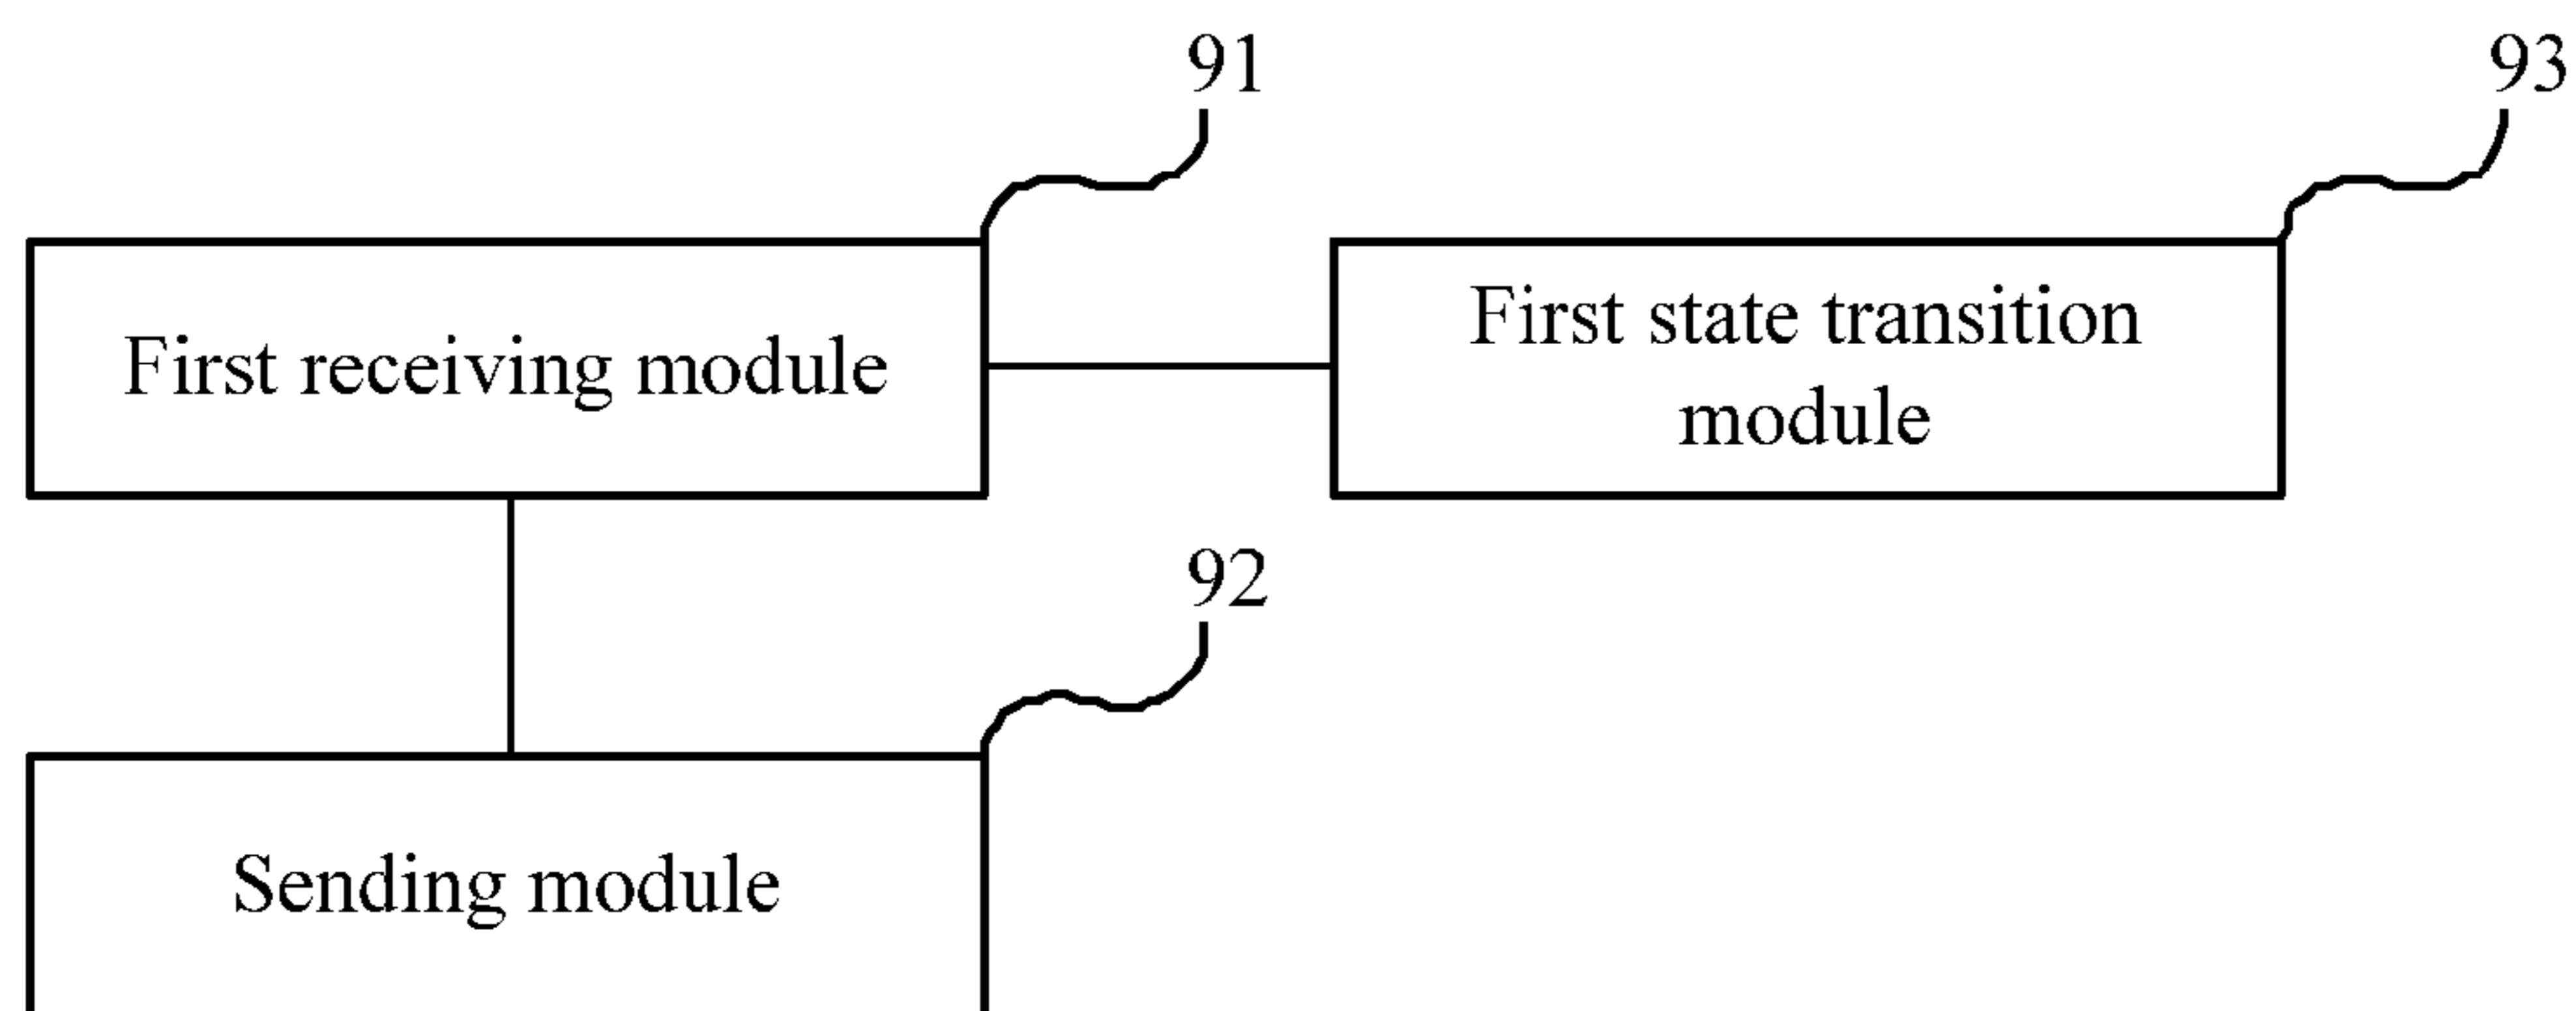 91
93
First receiving module
First state transition
module
92
Sending module